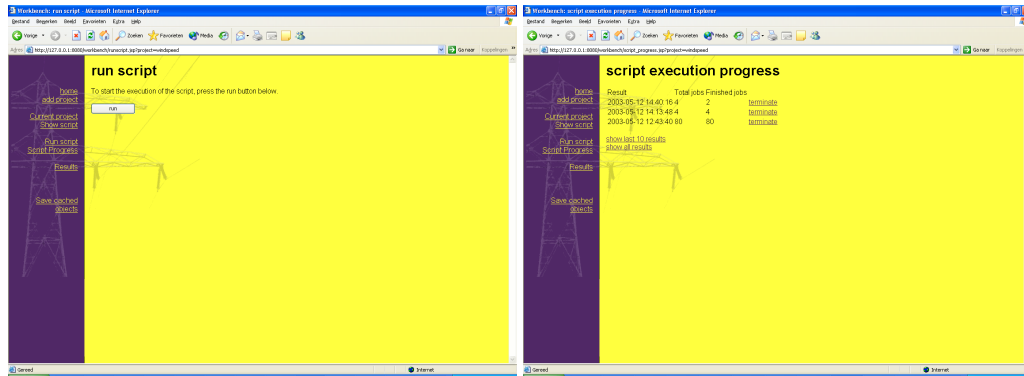 Workbench: run script - Microsoft Internet Explorer
Bestand Bewerken Beeld Favorieten Extra Help
Vorige Zoeken Favorieten Media
Adres http://127.0.0.1:8080/workbench/runscript.jsp?project=windspeed Ga naar Koppelingen
run script
To start the execution of the script, press the run button below.
run
home
add project
Current project
Show script
Run script
Script Progress
Results
Save cached
objects
Gereed Internet
Workbench: script execution progress - Microsoft Internet Explorer
Bestand Bewerken Beeld Favorieten Extra Help
Vorige Zoeken Favorieten Media
Adres http://127.0.0.1:8080/workbench/script_progress.jsp?project=windspeed Ga naar Koppelingen
script execution progress
home
add project
Current project
Show script
Run script
Script Progress
Results
Save cached
objects
Result Total jobs Finished jobs
2003-05-12 14:40:16 4 2 terminate
2003-05-12 14:13:48 4 4 terminate
2003-05-12 12:43:40 80 80 terminate
show last 10 results
show all results
Gereed Internet